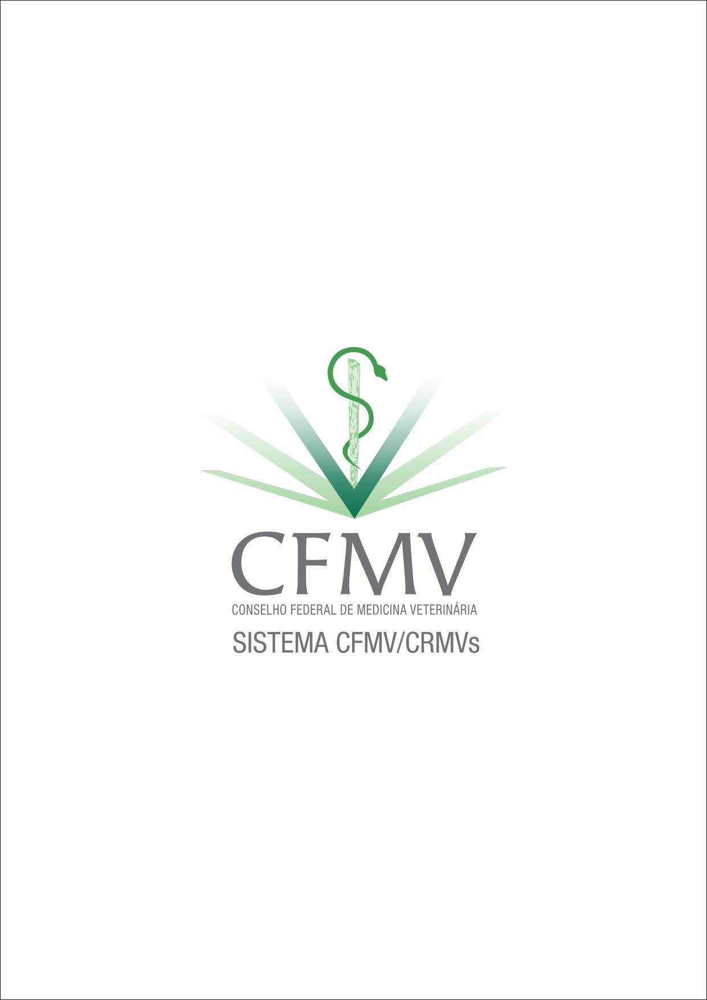 CFMV
CONSELHO FEDERAL DE MEDICINA VETERINÁRIA
SISTEMA CFMV/CRMVs